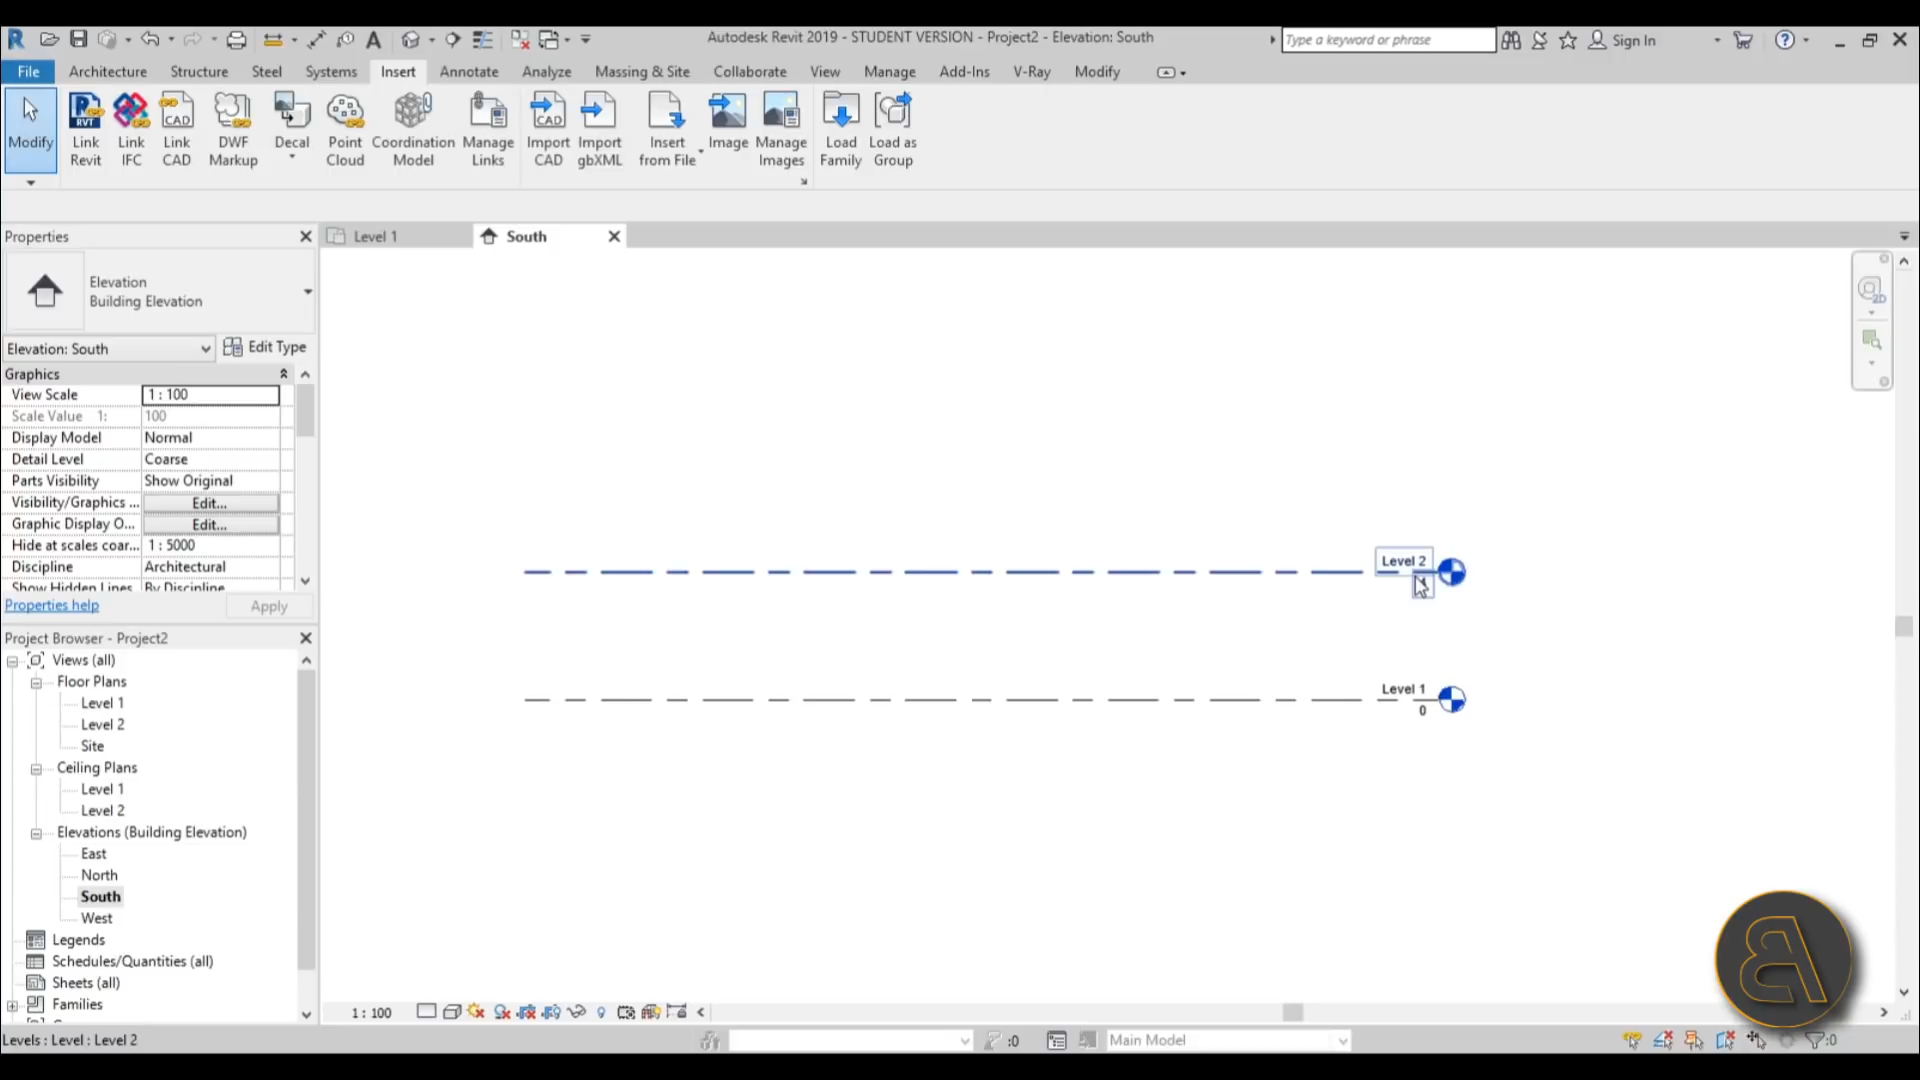 Autodesk Revit 2019 - STUDENT VERSION - Project2 - Elevation: South
Type a keyword or phrase
Sign In
File Architecture Structure Steel Systems Insert Annotate Analyze Massing & Site Collaborate View Manage Add-Ins V-Ray Modify
Modify
Link Revit
Link IFC
Link CAD
DWF Markup
Decal
Point Cloud
Coordination Model
Manage Links
Import CAD
Import gbXML
Insert from File
Image
Manage Images
Load Family
Load as Group
Properties
Level 1
South
Elevation
Building Elevation
Elevation: South
Edit Type
Graphics
View Scale 1 : 100
Scale Value 1: 100
Display Model Normal
Detail Level Coarse
Parts Visibility Show Original
Visibility/Graphics ... Edit...
Graphic Display O... Edit...
Hide at scales coar... 1 : 5000
Discipline Architectural
Show Hidden Lines By Discipline
Properties help
Apply
Project Browser - Project2
Views (all)
Floor Plans
Level 1
Level 2
Site
Ceiling Plans
Level 1
Level 2
Elevations (Building Elevation)
East
North
South
West
Legends
Schedules/Quantities (all)
Sheets (all)
Families
Level 2
Level 1
0
2D
1 : 100
Levels : Level : Level 2
:0
Main Model
:0